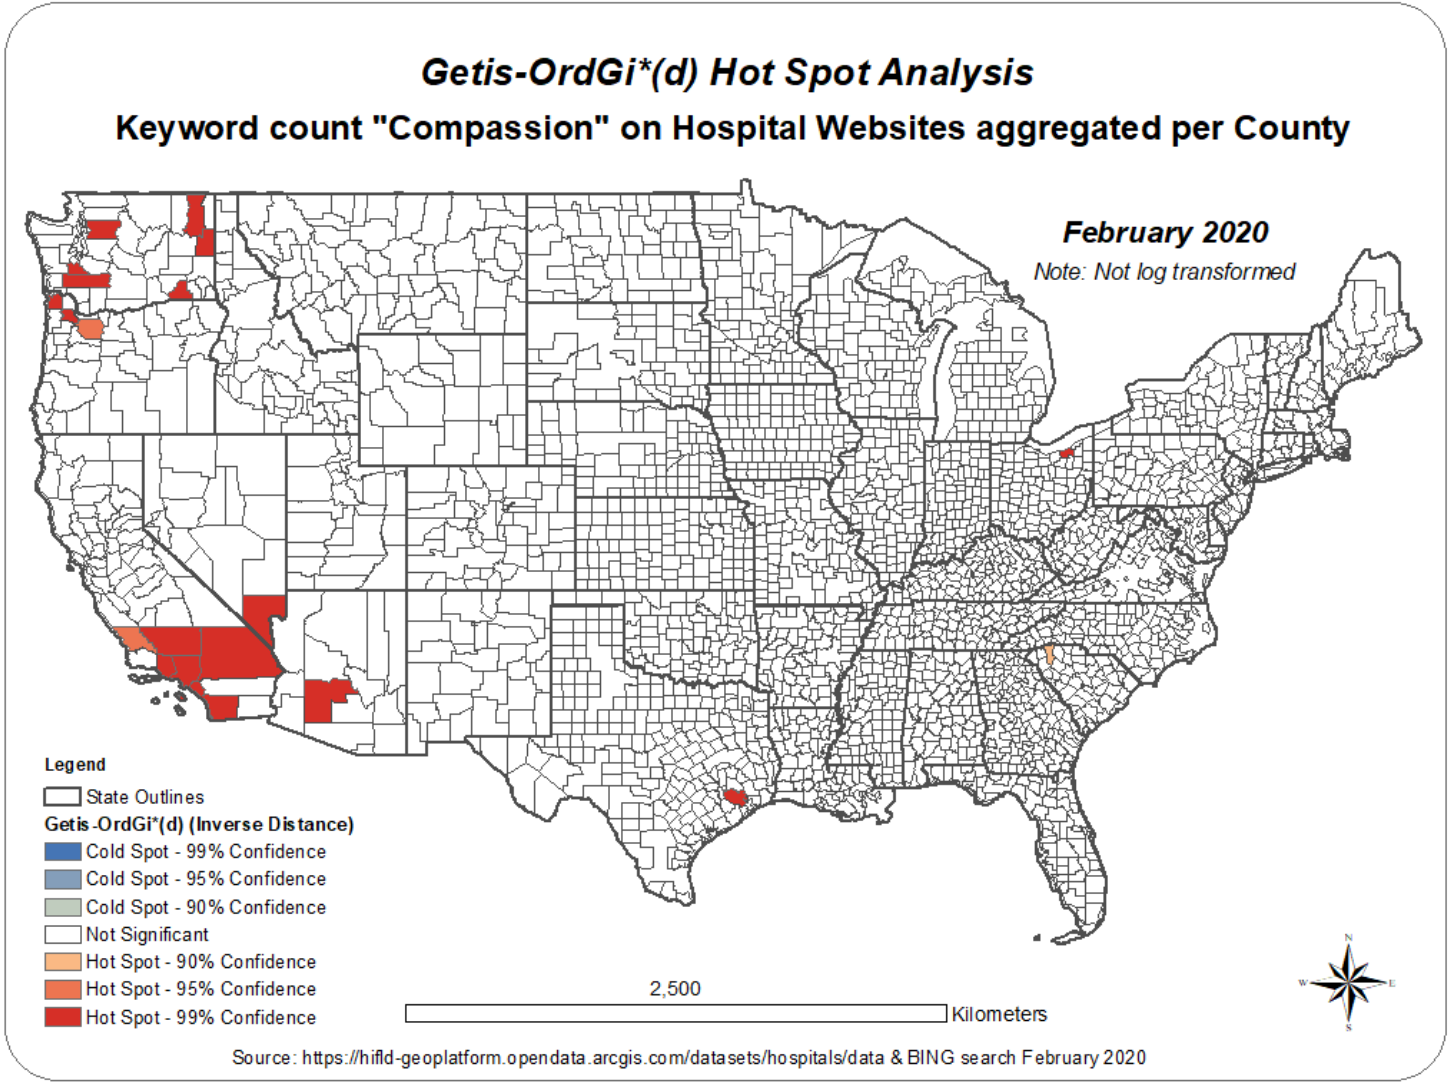 Getis-OrdGi*(d) Hot Spot Analysis
Keyword count "Compassion" on Hospital Websites aggregated per County
February 2020
Note: Not log transformed
Legend
State Outlines
Getis-OrdGi*(d) (Inverse Distance)
Cold Spot - 99% Confidence
Cold Spot - 95% Confidence
Cold Spot - 90% Confidence
Not Significant
Hot Spot - 90% Confidence
Hot Spot - 95% Confidence
Hot Spot - 99% Confidence
2,500
Kilometers
N
W
E
S
Source: https://hifld-geoplatform.opendata.arcgis.com/datasets/hospitals/data & BING search February 2020